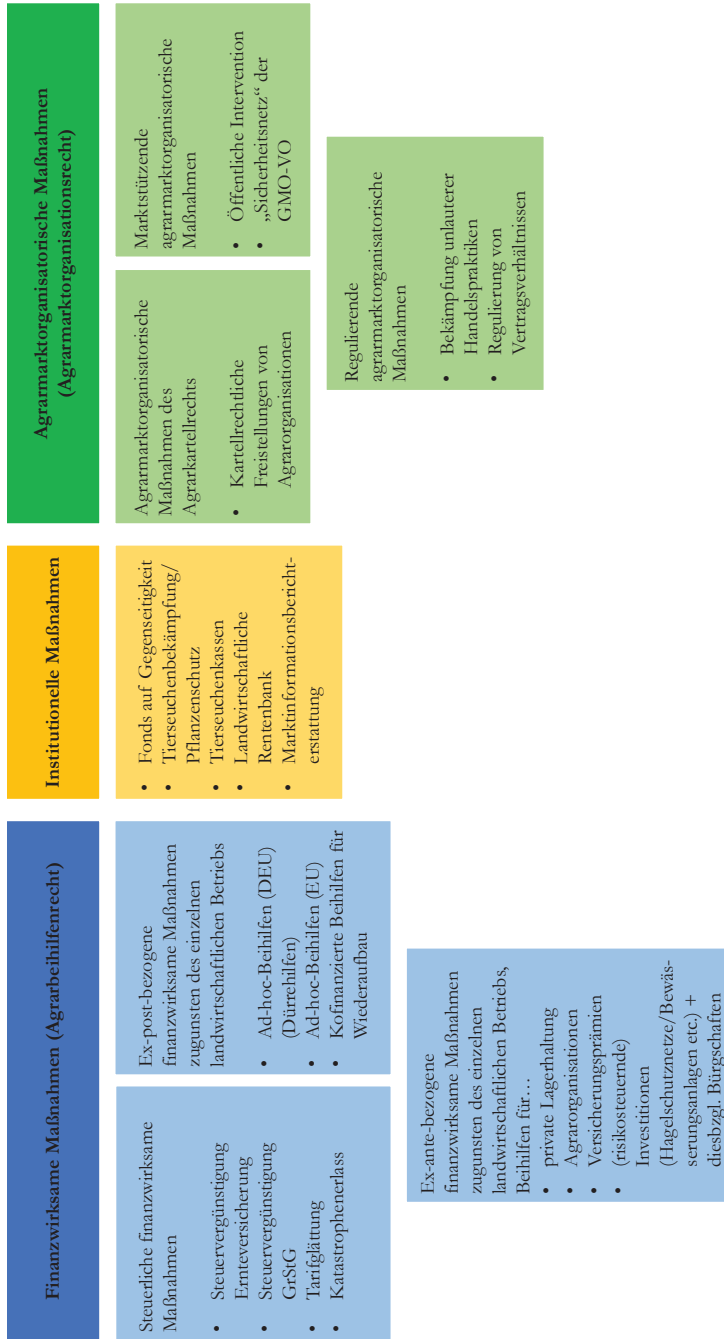 Finanzwirksame Maßnahmen (Agrarbeihilfenrecht)
Steuerliche finanzwirksame
Maßnahmen
• Steuervergünstigung
Ernteversicherung
• Steuervergünstigung
GrStG
• Tarifglättung
• Katastrophenerlass
Ex-post-bezogene
finanzwirksame Maßnahmen
zugunsten des einzelnen
landwirtschaftlichen Betriebs
• Ad-hoc-Beihilfen (DEU)
(Dürrehilfen)
• Ad-hoc-Beihilfen (EU)
• Kofinanzierte Beihilfen für
Wiederaufbau
Ex-ante-bezogene
finanzwirksame Maßnahmen
zugunsten des einzelnen
landwirtschaftlichen Betriebs,
Beihilfen für…
• private Lagerhaltung
• Agrarorganisationen
• Versicherungsprämien
• (risikosteuernde)
Investitionen
(Hagelschutznetze/Bewäs-
serungsanlagen etc.) +
diesbzgl. Bürgschaften
Institutionelle Maßnahmen
• Fonds auf Gegenseitigkeit
• Tierseuchenbekämpfung/
Pflanzenschutz
• Tierseuchenkassen
• Landwirtschaftliche
Rentenbank
• Marktinformationsbericht-
erstattung
Agrarmarktorganisatorische Maßnahmen
(Agrarmarktorganisationsrecht)
Agrarmarktorganisatorische
Maßnahmen des
Agrarkartellrechts
• Kartellrechtliche
Freistellungen von
Agrarorganisationen
Marktstützende
agrarmarktorganisatorische
Maßnahmen
• Öffentliche Intervention
• „Sicherheitsnetz“ der
GMO-VO
Regulierende
agrarmarktorganisatorische
Maßnahmen
• Bekämpfung unlauterer
Handelspraktiken
• Regulierung von
Vertragsverhältnissen